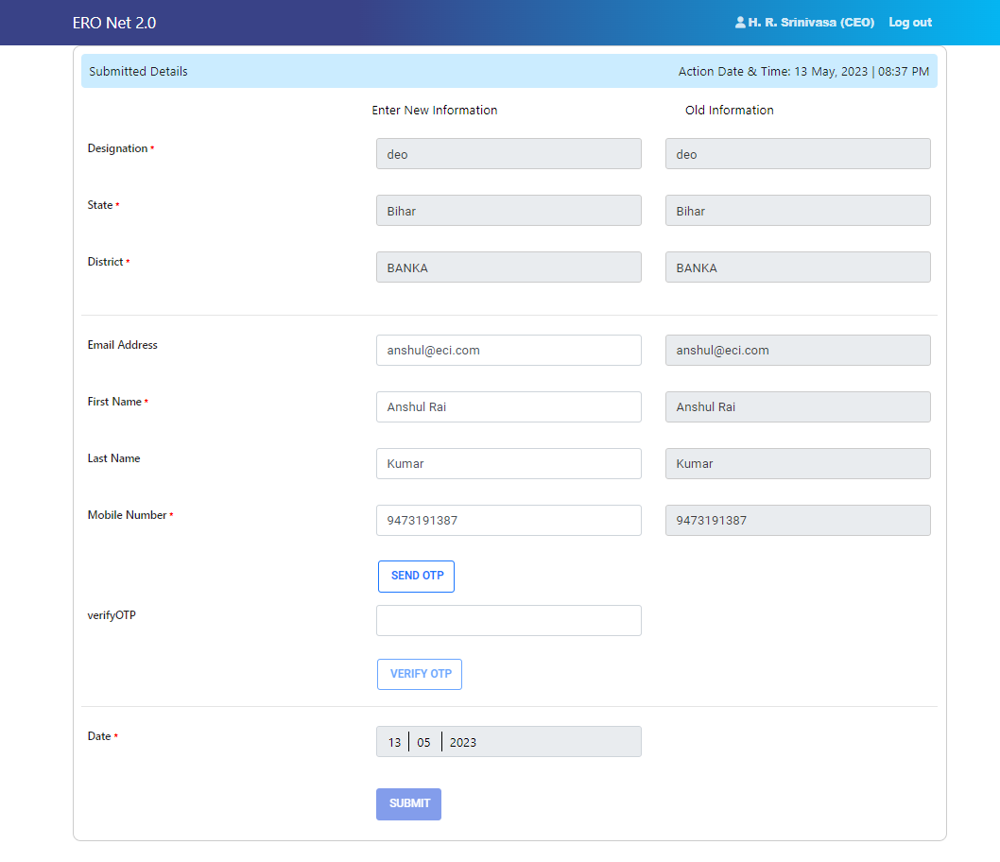 ERO Net 2.0 H. R. Srinivasa (CEO) Log out
Submitted Details Action Date & Time: 13 May, 2023 | 08:37 PM
Enter New Information Old Information
Designation * deo deo
State * Bihar Bihar
District * BANKA BANKA
Email Address anshul@eci.com anshul@eci.com
First Name * Anshul Rai Anshul Rai
Last Name Kumar Kumar
Mobile Number * 9473191387 9473191387
SEND OTP
verifyOTP
VERIFY OTP
Date * 13 | 05 | 2023
SUBMIT